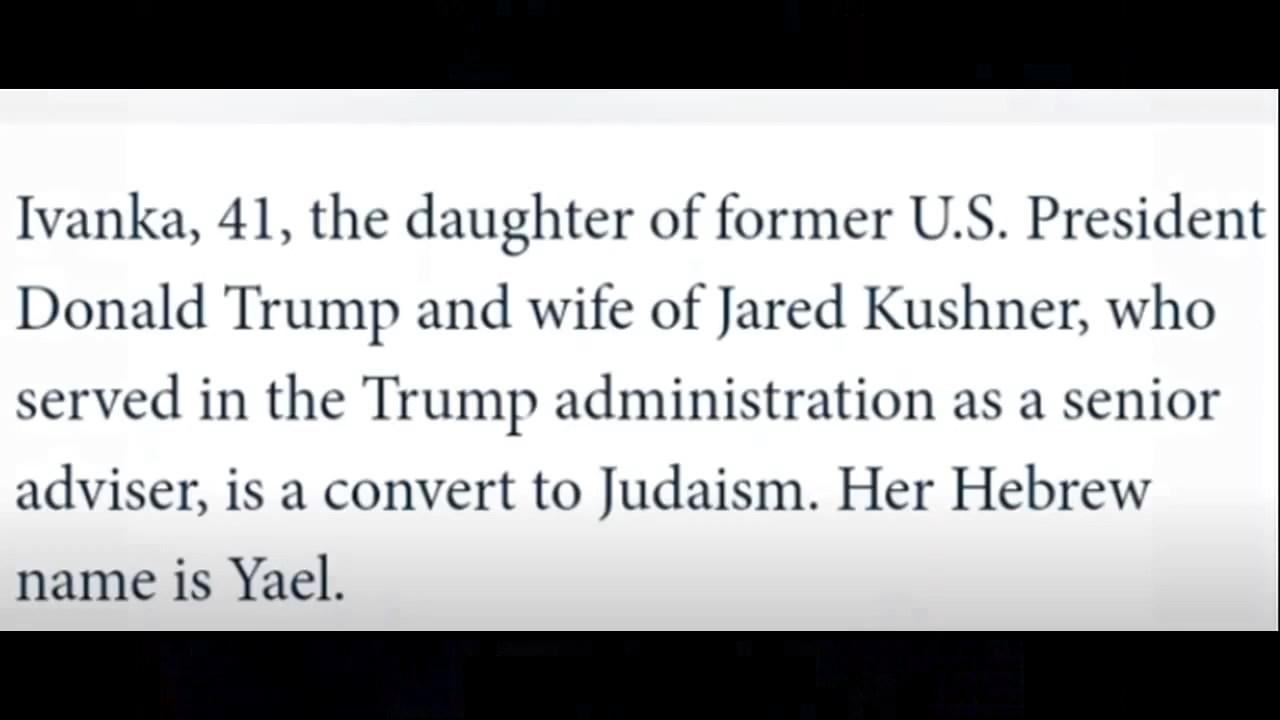 Ivanka, 41, the daughter of former U.S. President
Donald Trump and wife of Jared Kushner, who
served in the Trump administration as a senior
adviser, is a convert to Judaism. Her Hebrew
name is Yael.